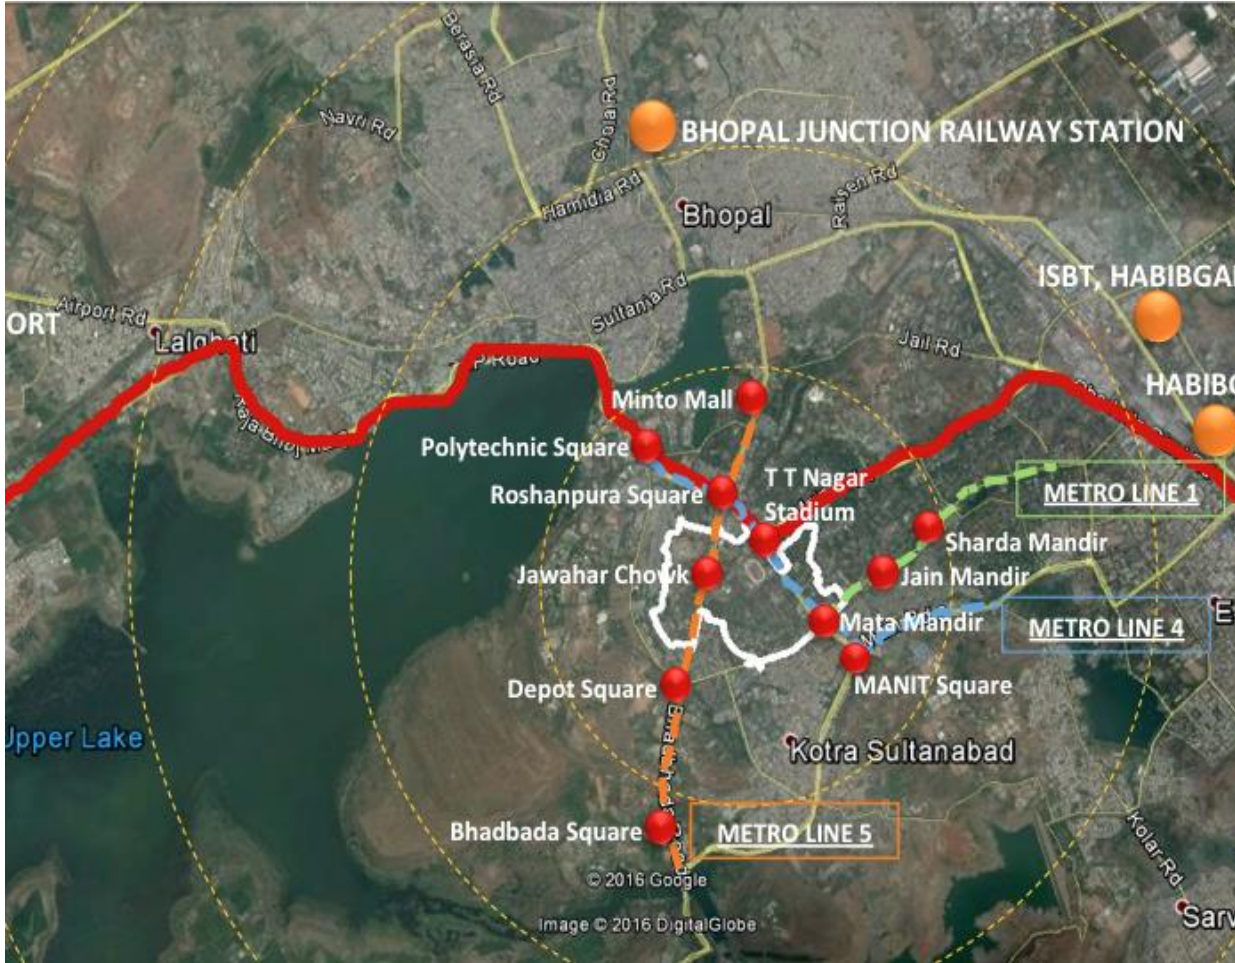 Berasia Rd
Navri Rd
Chola Rd
BHOPAL JUNCTION RAILWAY STATION
Hamidia Rd
Raisen Rd
Bhopal
ISBT, HABIBGA
Sultania Rd
Airport Rd
ORT
Lalghati
P Road
Jail Rd
HABIBG
Minto Mall
Polytechnic Square
T T Nagar
Stadium
Roshanpura Square
METRO LINE 1
Sharda Mandir
Jawahar Chowk
Jain Mandir
Mata Mandir
METRO LINE 4
MANIT Square
Depot Square
Upper Lake
Kotra Sultanabad
Bhadbada Square
METRO LINE 5
Kolar Rd
© 2016 Google
Image © 2016 DigitalGlobe
Sarv